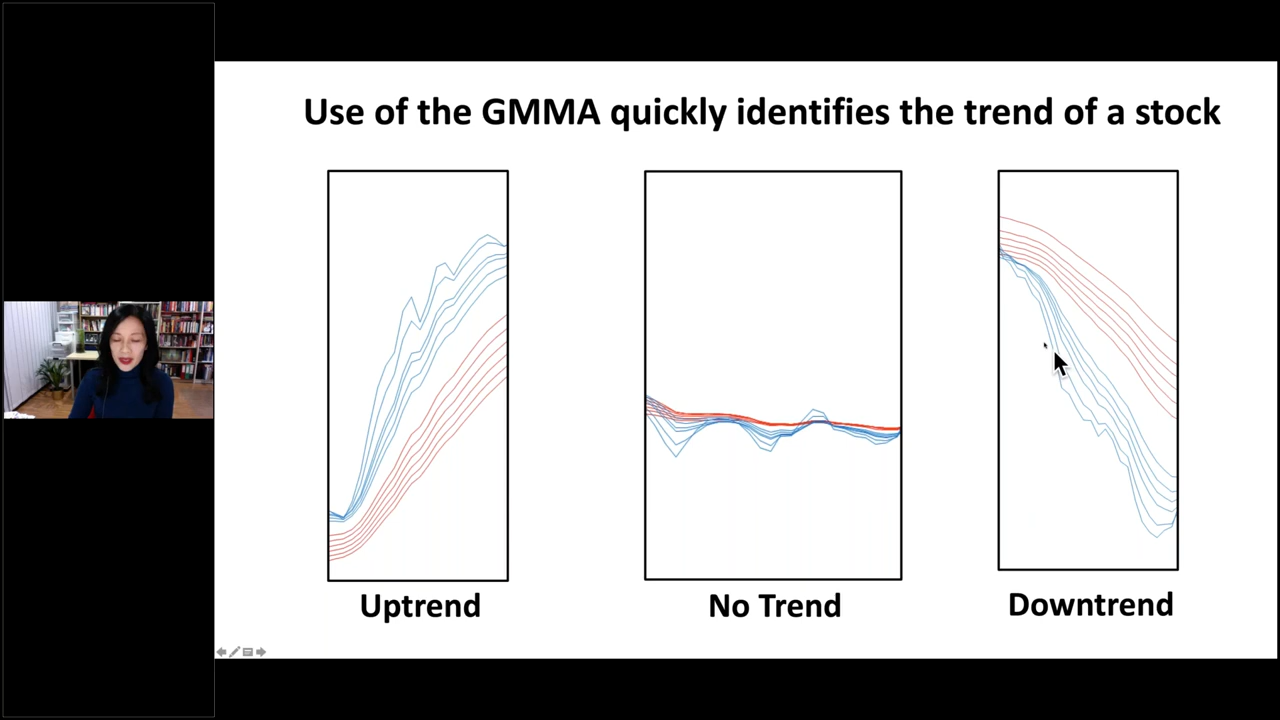 Use of the GMMA quickly identifies the trend of a stock
Uptrend
No Trend
Downtrend